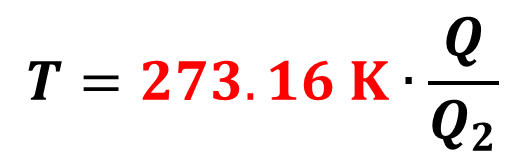 T = 273.16 K · Q/Q₂